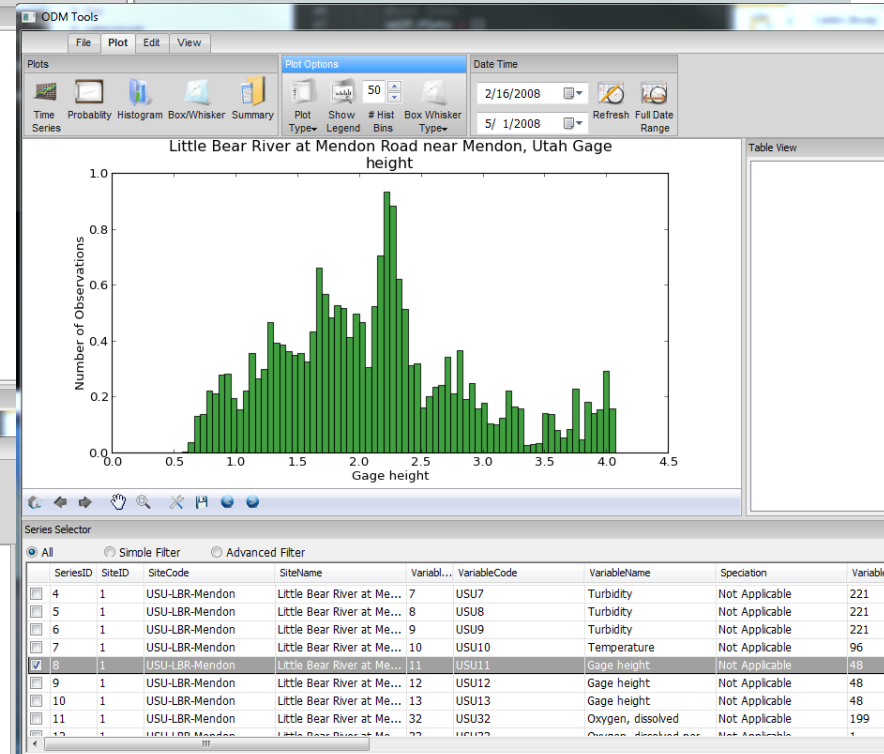 ODM Tools
File Plot Edit View
Plots Plot Options Date Time
Time Series Probablity Histogram Box/Whisker Summary Plot Type Show Legend 50 # Hist Bins Box Whisker Type 2/16/2008 5/ 1/2008 Refresh Full Date Range
Little Bear River at Mendon Road near Mendon, Utah Gage
height
Table View
Number of Observations
1.0
0.8
0.6
0.4
0.2
0.0
0.0 0.5 1.0 1.5 2.0 2.5 3.0 3.5 4.0 4.5
Gage height
Series Selector
All Simple Filter Advanced Filter
SeriesID SiteID SiteCode SiteName Variabl... VariableCode VariableName Speciation Variable
4 1 USU-LBR-Mendon Little Bear River at Me... 7 USU7 Turbidity Not Applicable 221
5 1 USU-LBR-Mendon Little Bear River at Me... 8 USU8 Turbidity Not Applicable 221
6 1 USU-LBR-Mendon Little Bear River at Me... 9 USU9 Turbidity Not Applicable 221
7 1 USU-LBR-Mendon Little Bear River at Me... 10 USU10 Temperature Not Applicable 96
8 1 USU-LBR-Mendon Little Bear River at Me... 11 USU11 Gage height Not Applicable 48
9 1 USU-LBR-Mendon Little Bear River at Me... 12 USU12 Gage height Not Applicable 48
10 1 USU-LBR-Mendon Little Bear River at Me... 13 USU13 Gage height Not Applicable 48
11 1 USU-LBR-Mendon Little Bear River at Me... 32 USU32 Oxygen, dissolved Not Applicable 199